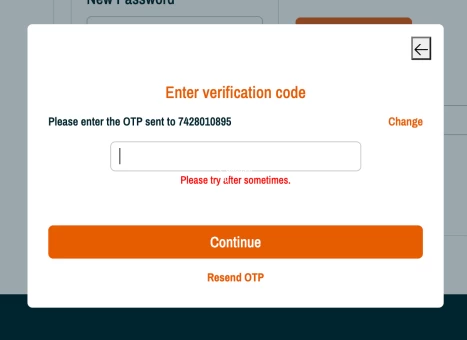 New Password
Enter verification code
Please enter the OTP sent to 7428010895
Change
Please try after sometimes.
Continue
Resend OTP